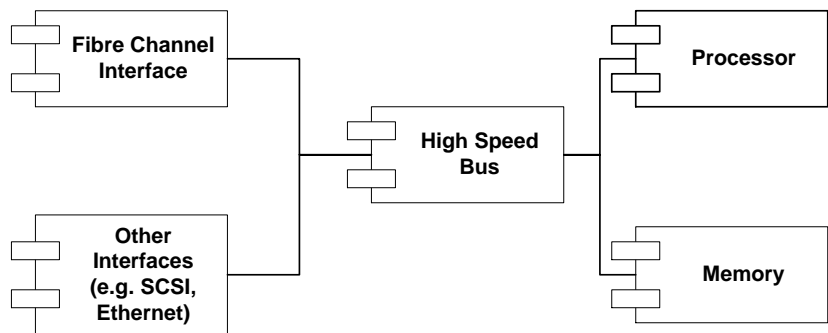 Fibre Channel
Interface
Processor
High Speed
Bus
Other
Interfaces
(e.g. SCSI,
Ethernet)
Memory